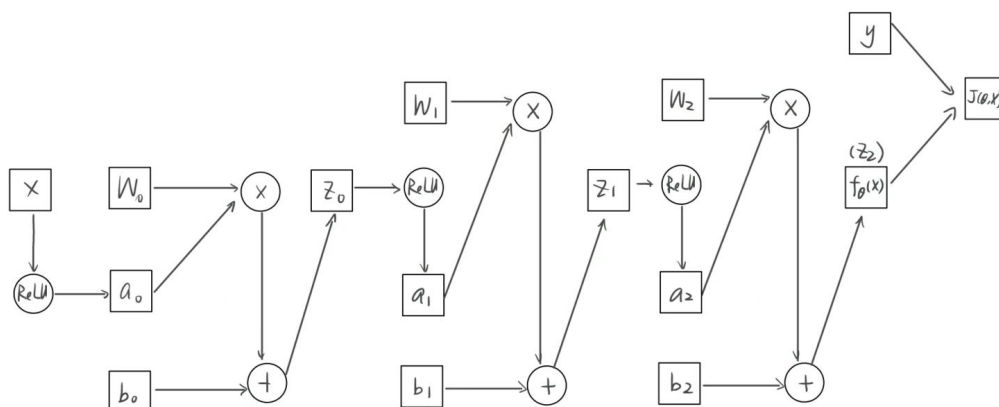 y
W₁
×
W₂
×
J(θ,x)
(z₂)
x
W₀
×
z₀
ReLU
z₁
ReLU
fθ(x)
ReLU
a₀
a₁
a₂
b₀
+
b₁
+
b₂
+